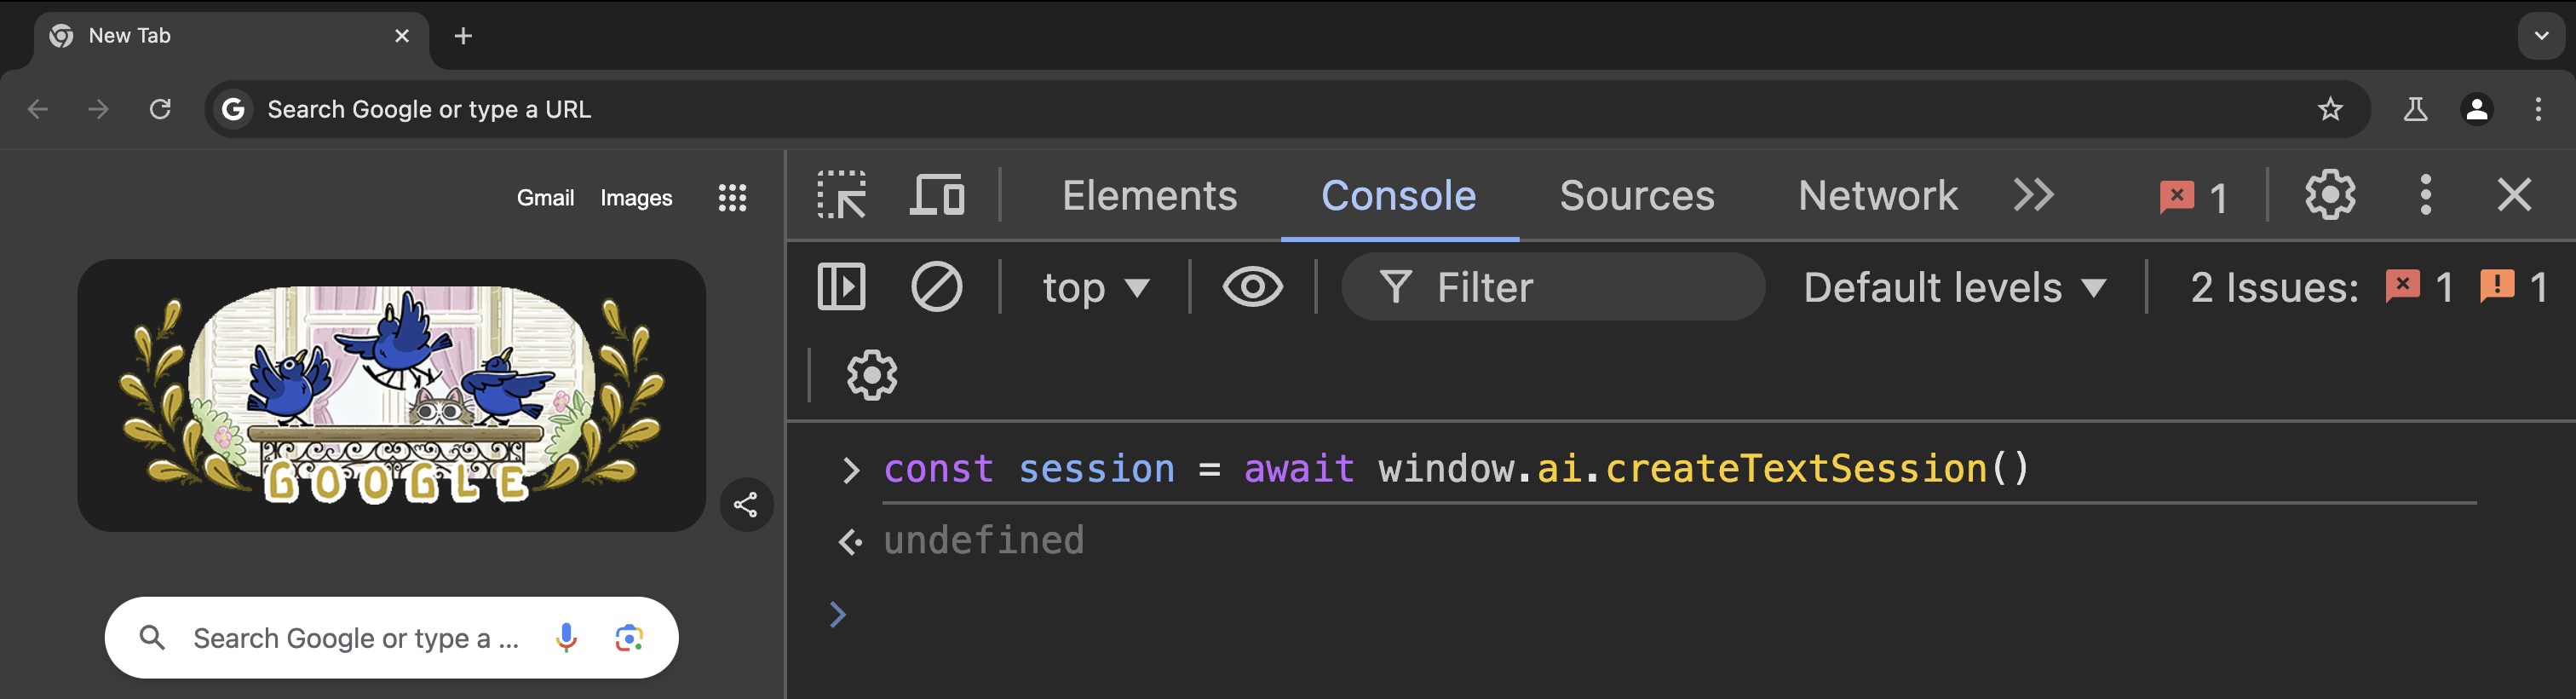 New Tab
Search Google or type a URL
Gmail Images
GOOGLE
Search Google or type a ...
Elements Console Sources Network 1
top Filter Default levels 2 Issues: 1 1
const session = await window.ai.createTextSession()
undefined